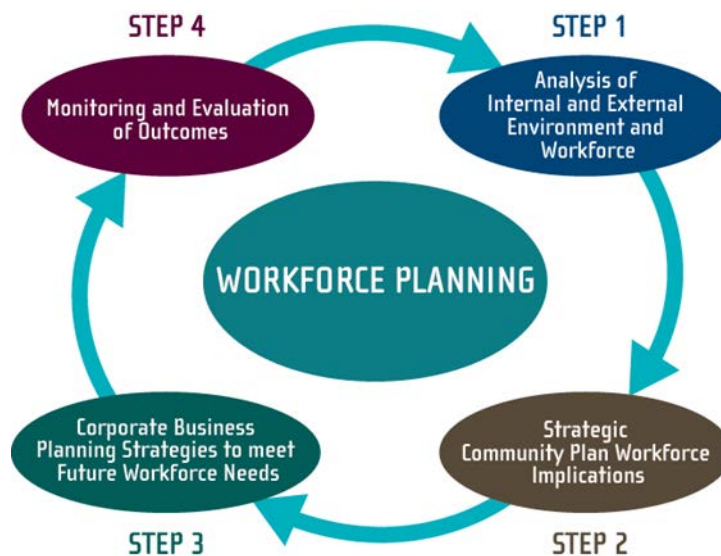 STEP 4
Monitoring and Evaluation
of Outcomes
STEP 1
Analysis of
Internal and External
Environment and
Workforce
WORKFORCE PLANNING
Corporate Business
Planning Strategies to meet
Future Workforce Needs
STEP 3
Strategic
Community Plan Workforce
Implications
STEP 2